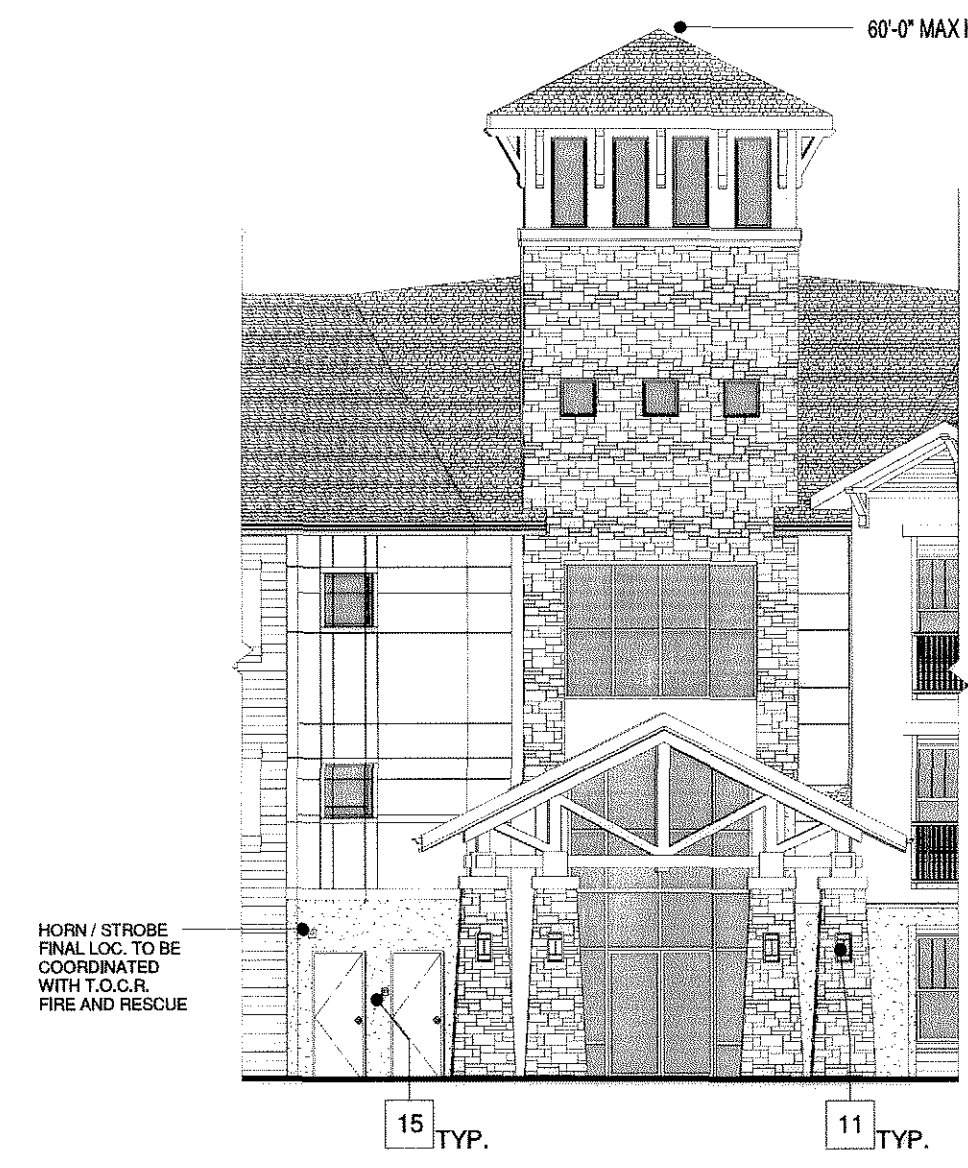 60'-0" MAX
HORN / STROBE
FINAL LOC. TO BE
COORDINATED
WITH T.O.C.R.
FIRE AND RESCUE
15 TYP.
11 TYP.